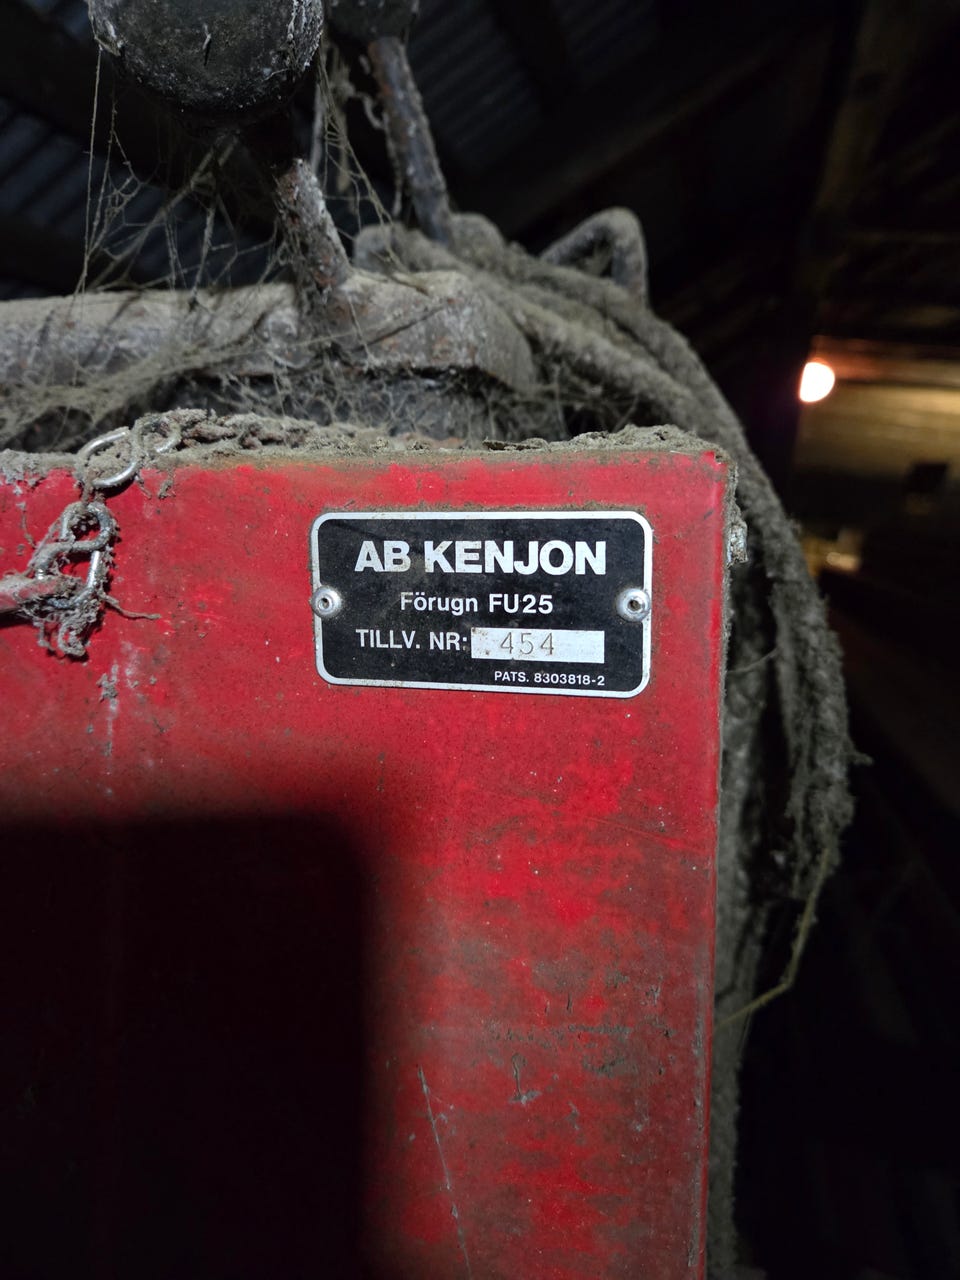 AB KENJON
Förugn FU25
TILLV. NR: 454
PATS. 8303818-2